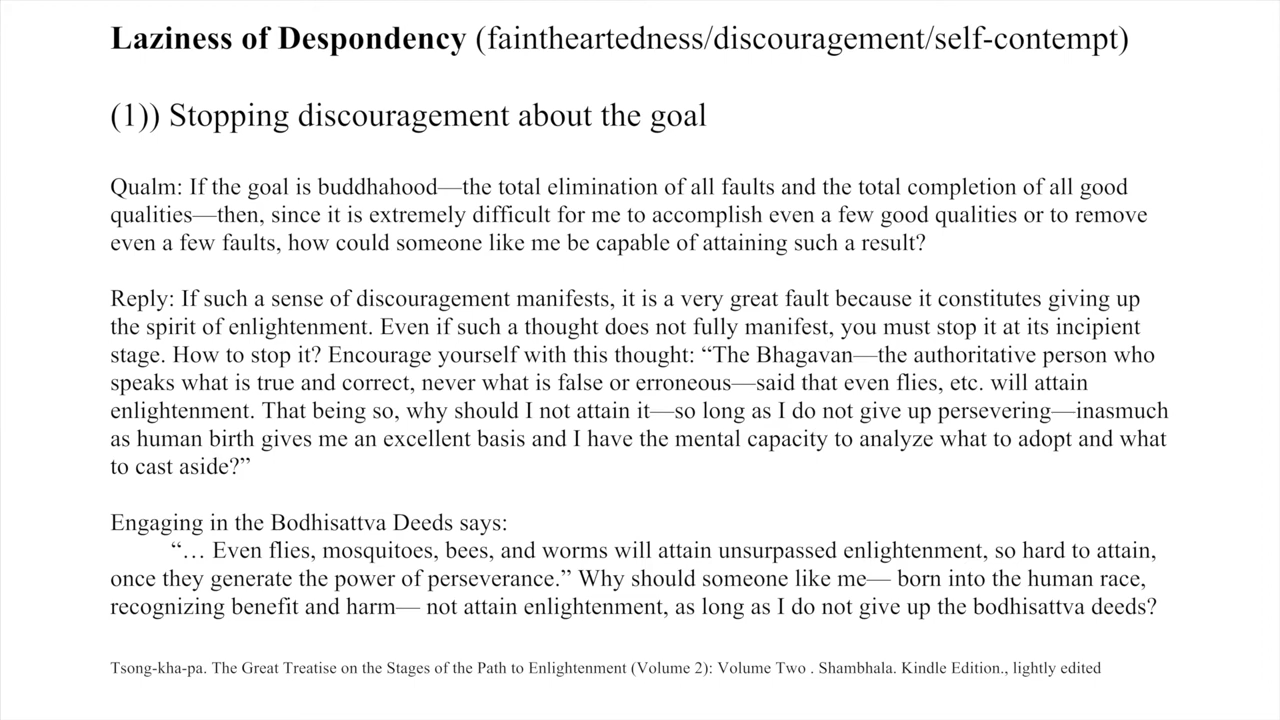 Laziness of Despondency (faintheartedness/discouragement/self-contempt)
(1)) Stopping discouragement about the goal
Qualm: If the goal is buddhahood—the total elimination of all faults and the total completion of all good
qualities—then, since it is extremely difficult for me to accomplish even a few good qualities or to remove
even a few faults, how could someone like me be capable of attaining such a result?
Reply: If such a sense of discouragement manifests, it is a very great fault because it constitutes giving up
the spirit of enlightenment. Even if such a thought does not fully manifest, you must stop it at its incipient
stage. How to stop it? Encourage yourself with this thought: “The Bhagavan—the authoritative person who
speaks what is true and correct, never what is false or erroneous—said that even flies, etc. will attain
enlightenment. That being so, why should I not attain it—so long as I do not give up persevering—inasmuch
as human birth gives me an excellent basis and I have the mental capacity to analyze what to adopt and what
to cast aside?”
Engaging in the Bodhisattva Deeds says:
“… Even flies, mosquitoes, bees, and worms will attain unsurpassed enlightenment, so hard to attain,
once they generate the power of perseverance.” Why should someone like me— born into the human race,
recognizing benefit and harm— not attain enlightenment, as long as I do not give up the bodhisattva deeds?
Tsong-kha-pa. The Great Treatise on the Stages of the Path to Enlightenment (Volume 2): Volume Two . Shambhala. Kindle Edition., lightly edited